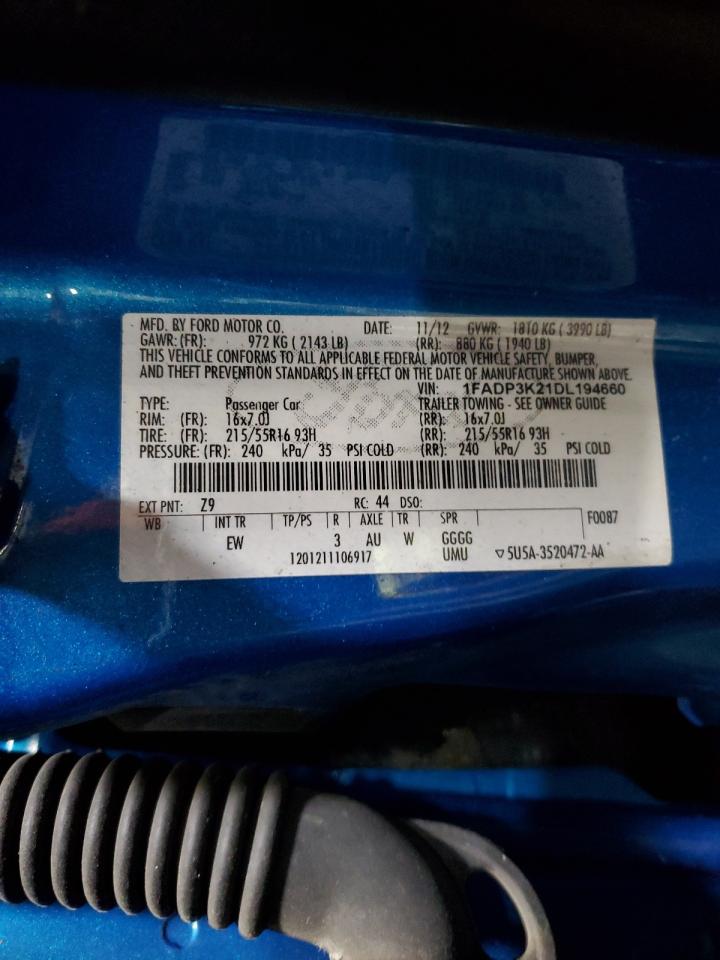 MFD. BY FORD MOTOR CO. DATE: 11/12 GVWR: 1810 KG ( 3990 LB)
GAWR: (FR): 972 KG ( 2143 LB) (RR): 880 KG ( 1940 LB)
THIS VEHICLE CONFORMS TO ALL APPLICABLE FEDERAL MOTOR VEHICLE SAFETY, BUMPER,
AND THEFT PREVENTION STANDARDS IN EFFECT ON THE DATE OF MANUFACTURE SHOWN ABOVE.
VIN: 1FADP3K21DL194660
TYPE: Passenger Car TRAILER TOWING - SEE OWNER GUIDE
RIM: (FR): 16x7.0J (RR): 16x7.0J
TIRE: (FR): 215/55R16 93H (RR): 215/55R16 93H
PRESSURE: (FR): 240 kPa/ 35 PSI COLD (RR): 240 kPa/ 35 PSI COLD
EXT PNT: Z9 RC: 44 DSO:
WB INT TR TP/PS R AXLE TR SPR F0087
EW 3 AU W GGGG
1201211106917 UMU ▽5U5A-3520472-AA